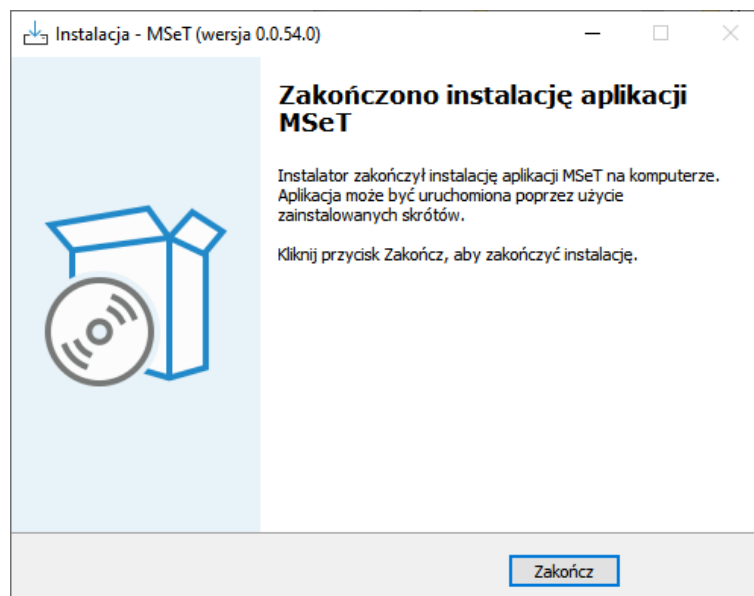 Instalacja - MSeT (wersja 0.0.54.0)
Zakończono instalację aplikacji
MSeT
Instalator zakończył instalację aplikacji MSeT na komputerze.
Aplikacja może być uruchomiona poprzez użycie
zainstalowanych skrótów.
Kliknij przycisk Zakończ, aby zakończyć instalację.
Zakończ